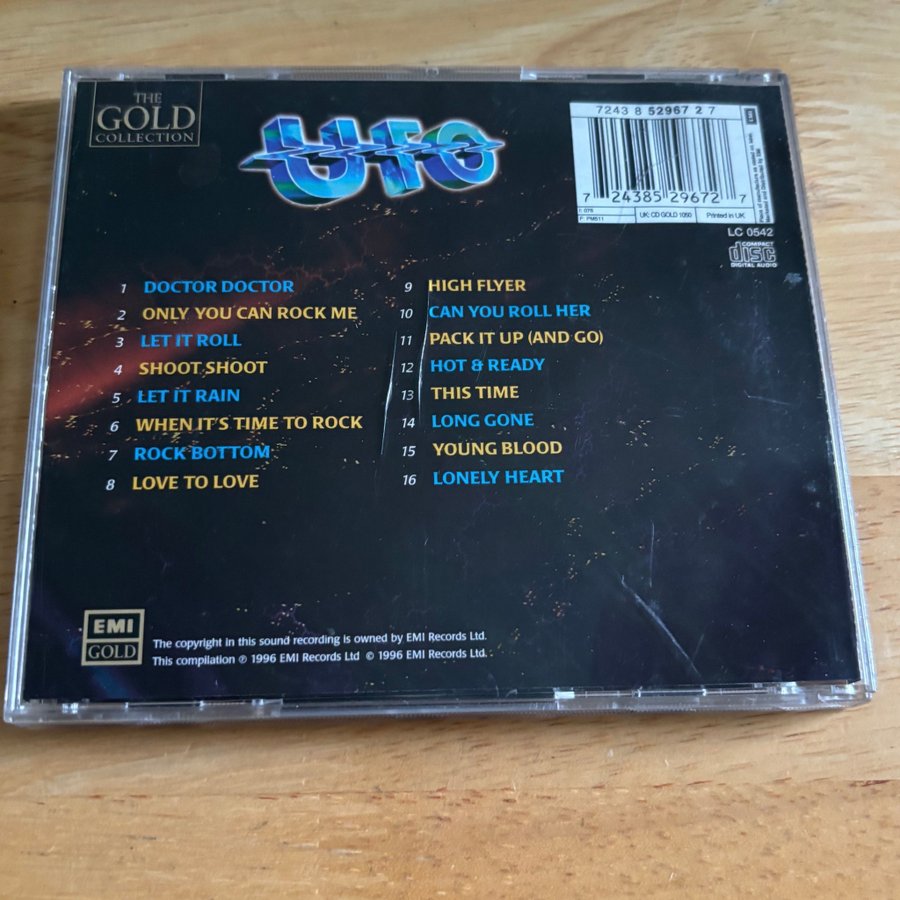 THE
GOLD
COLLECTION
UFO
7243 8 52967 2 7
7 24385 29672 7
F: PM511
UK: CD GOLD 1050
Printed in UK
EMI
LC 0542
COMPACT
disc
DIGITAL AUDIO
1 DOCTOR DOCTOR
2 ONLY YOU CAN ROCK ME
3 LET IT ROLL
4 SHOOT SHOOT
5 LET IT RAIN
6 WHEN IT'S TIME TO ROCK
7 ROCK BOTTOM
8 LOVE TO LOVE
9 HIGH FLYER
10 CAN YOU ROLL HER
11 PACK IT UP (AND GO)
12 HOT & READY
13 THIS TIME
14 LONG GONE
15 YOUNG BLOOD
16 LONELY HEART
EMI
GOLD
The copyright in this sound recording is owned by EMI Records Ltd.
This compilation ℗ 1996 EMI Records Ltd © 1996 EMI Records Ltd.